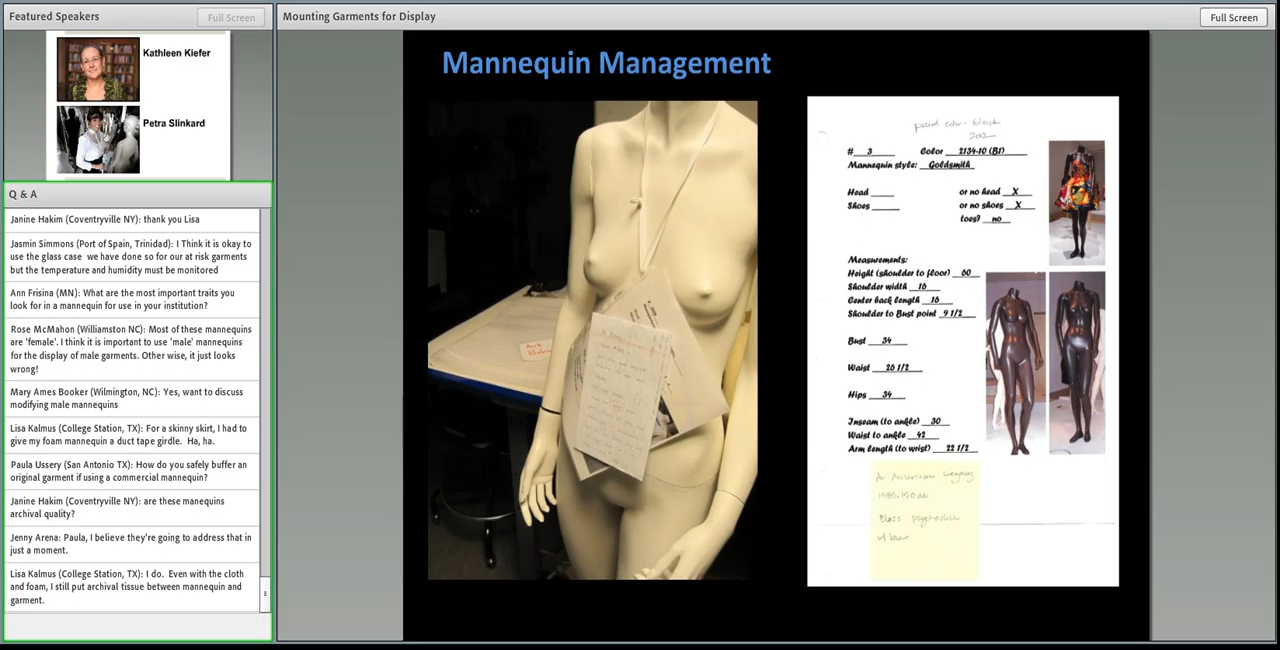 Featured Speakers
Full Screen
Kathleen Kiefer
Petra Slinkard
Q & A
Janine Hakim (Coventryville NY): thank you Lisa
Jasmin Simmons (Port of Spain, Trinidad): I Think it is okay to
use the glass case we have done so for our at risk garments
but the temperature and humidity must be monitored
Ann Frisina (MN): What are the most important traits you
look for in a mannequin for use in your institution?
Rose McMahon (Williamston NC): Most of these mannequins
are 'female'. I think it is important to use 'male' mannequins
for the display of male garments. Other wise, it just looks
wrong!
Mary Ames Booker (Wilmington, NC): Yes, want to discuss
modifying male mannequins
Lisa Kalmus (College Station, TX): For a skinny skirt, I had to
give my foam mannequin a duct tape girdle. Ha, ha.
Paula Ussery (San Antonio TX): How do you safely buffer an
original garment if using a commercial mannequin?
Janine Hakim (Coventryville NY): are these manequins
archival quality?
Jenny Arena: Paula, I believe they're going to address that in
just a moment.
Lisa Kalmus (College Station, TX): I do. Even with the cloth
and foam, I still put archival tissue between mannequin and
garment.
Mounting Garments for Display
Full Screen
Mannequin Management
color - black
# 3 Color 2134-10 (B1)
Mannequin style: Goldsmith
Head or no head X
Shoes or no shoes X
toes? no
Measurements:
Height (shoulder to floor) 60
Shoulder width 16
Center back length 16
Shoulder to Bust point 9 1/2
Bust 34
Waist 26 1/2
Hips 34
Inseam (to ankle) 30
Waist to ankle 42
Arm length (to wrist) 22 1/2
An American Legacy